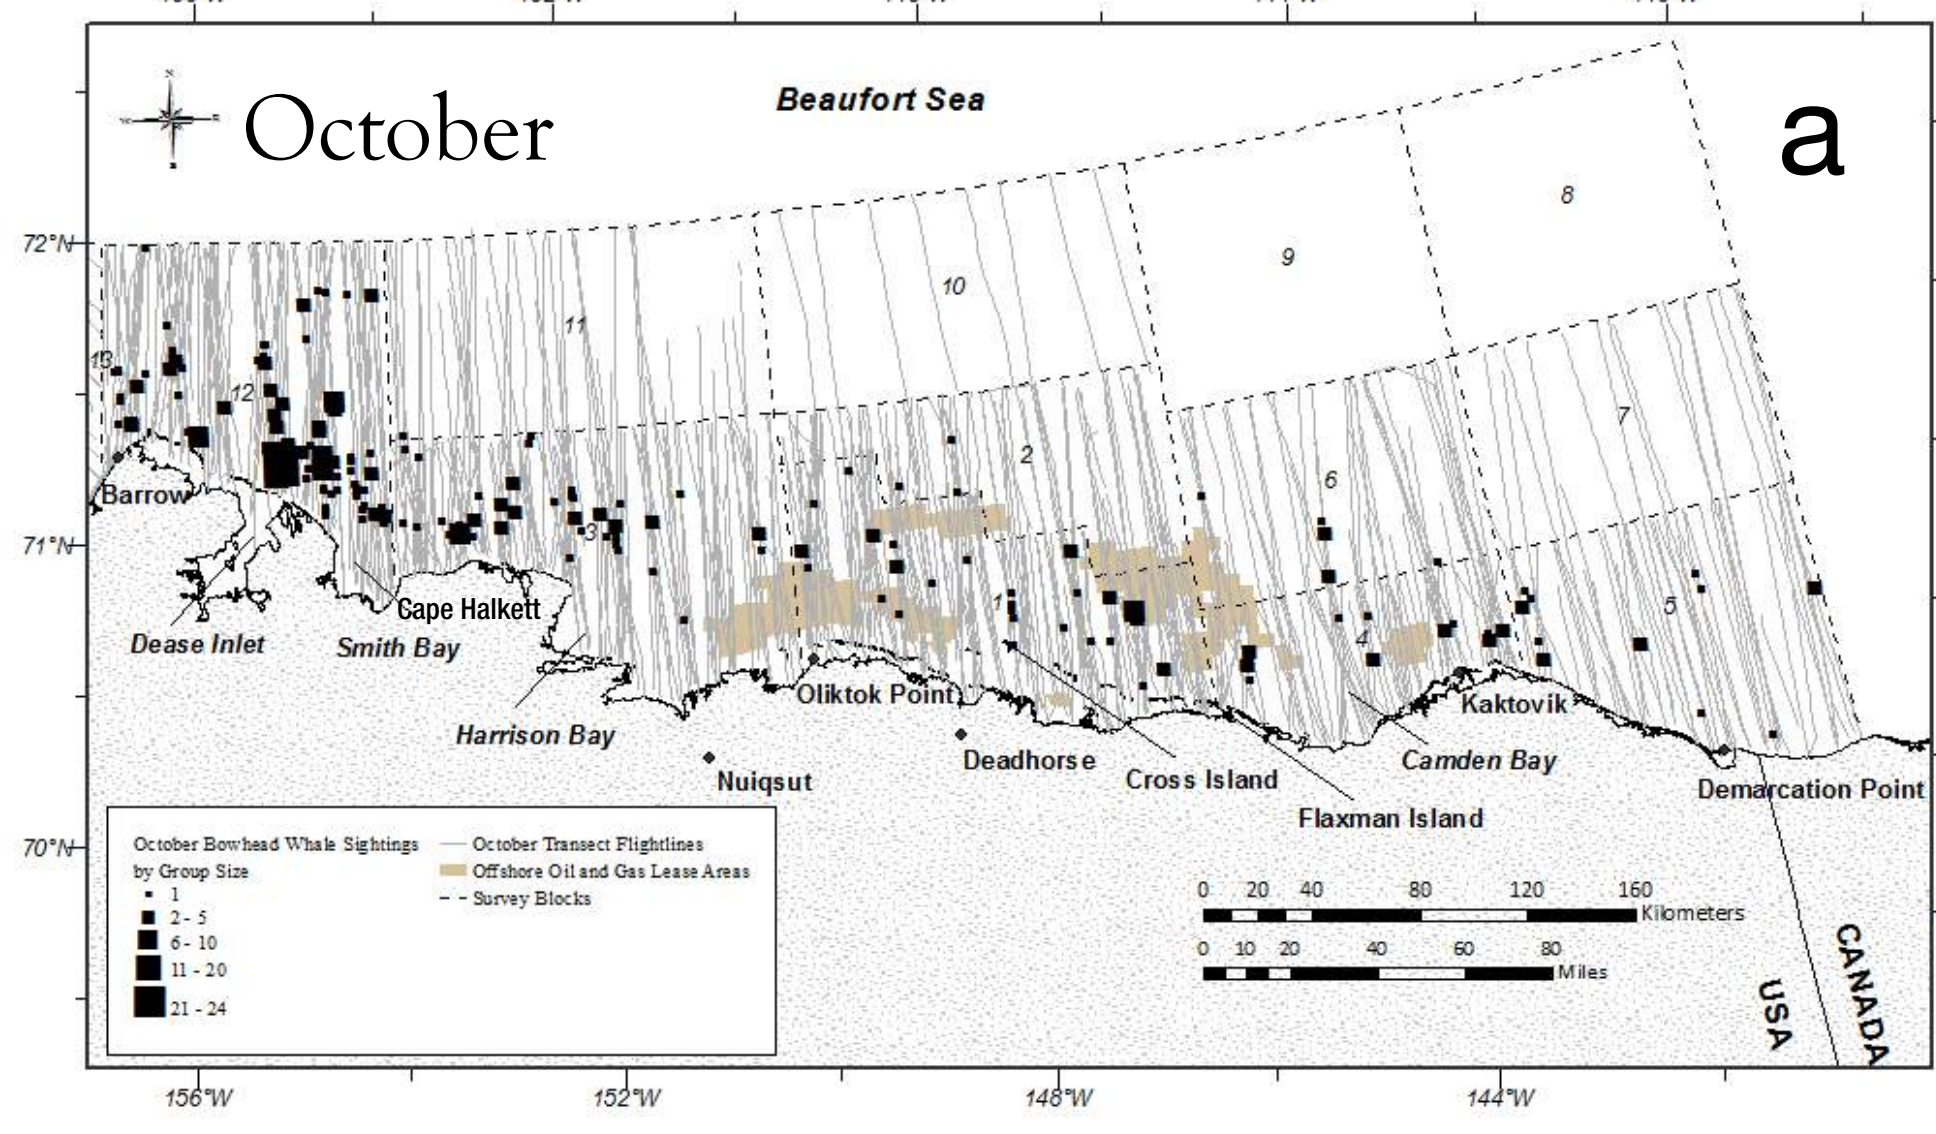 Beaufort Sea
October
a
72°N
71°N
70°N
8
9
10
11
13
12
7
2
6
3
1
5
4
Barrow
Dease Inlet
Cape Halkett
Smith Bay
Harrison Bay
Oliktok Point
Nuiqsut
Deadhorse
Cross Island
Flaxman Island
Camden Bay
Kaktovik
Demarcation Point
October Bowhead Whale Sightings
by Group Size
1
2 - 5
6 - 10
11 - 20
21 - 24
October Transect Flightlines
Offshore Oil and Gas Lease Areas
Survey Blocks
0 20 40 80 120 160
Kilometers
0 10 20 40 60 80
Miles
USA
CANADA
156°W 152°W 148°W 144°W